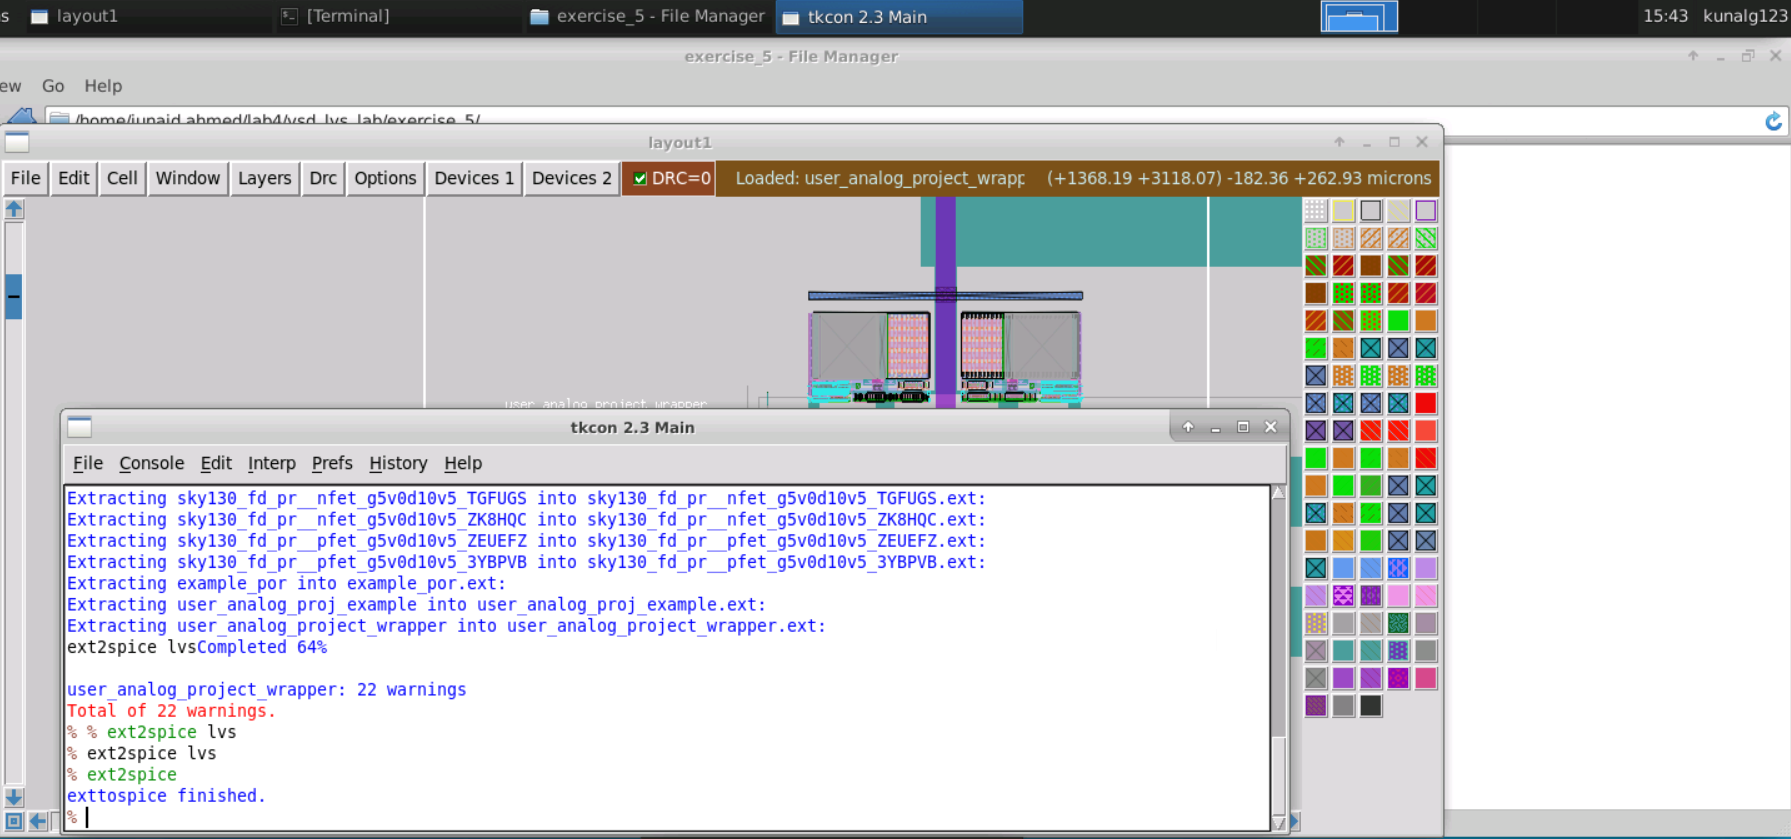 s layout1 [Terminal] exercise_5 - File Manager tkcon 2.3 Main 15:43 kunalg123
exercise_5 - File Manager
ew Go Help
/home/junaid.ahmed/lab4/vsd_lvs_lab/exercise_5/
layout1
File Edit Cell Window Layers Drc Options Devices 1 Devices 2 DRC=0 Loaded: user_analog_project_wrapp (+1368.19 +3118.07) -182.36 +262.93 microns
user_analog_project_wrapper
tkcon 2.3 Main
File Console Edit Interp Prefs History Help
Extracting sky130_fd_pr__nfet_g5v0d10v5_TGFUGS into sky130_fd_pr__nfet_g5v0d10v5_TGFUGS.ext:
Extracting sky130_fd_pr__nfet_g5v0d10v5_ZK8HQC into sky130_fd_pr__nfet_g5v0d10v5_ZK8HQC.ext:
Extracting sky130_fd_pr__pfet_g5v0d10v5_ZEUEFZ into sky130_fd_pr__pfet_g5v0d10v5_ZEUEFZ.ext:
Extracting sky130_fd_pr__pfet_g5v0d10v5_3YBPVB into sky130_fd_pr__pfet_g5v0d10v5_3YBPVB.ext:
Extracting example_por into example_por.ext:
Extracting user_analog_proj_example into user_analog_proj_example.ext:
Extracting user_analog_project_wrapper into user_analog_project_wrapper.ext:
ext2spice lvsCompleted 64%
user_analog_project_wrapper: 22 warnings
Total of 22 warnings.
% % ext2spice lvs
% ext2spice lvs
% ext2spice
exttospice finished.
%